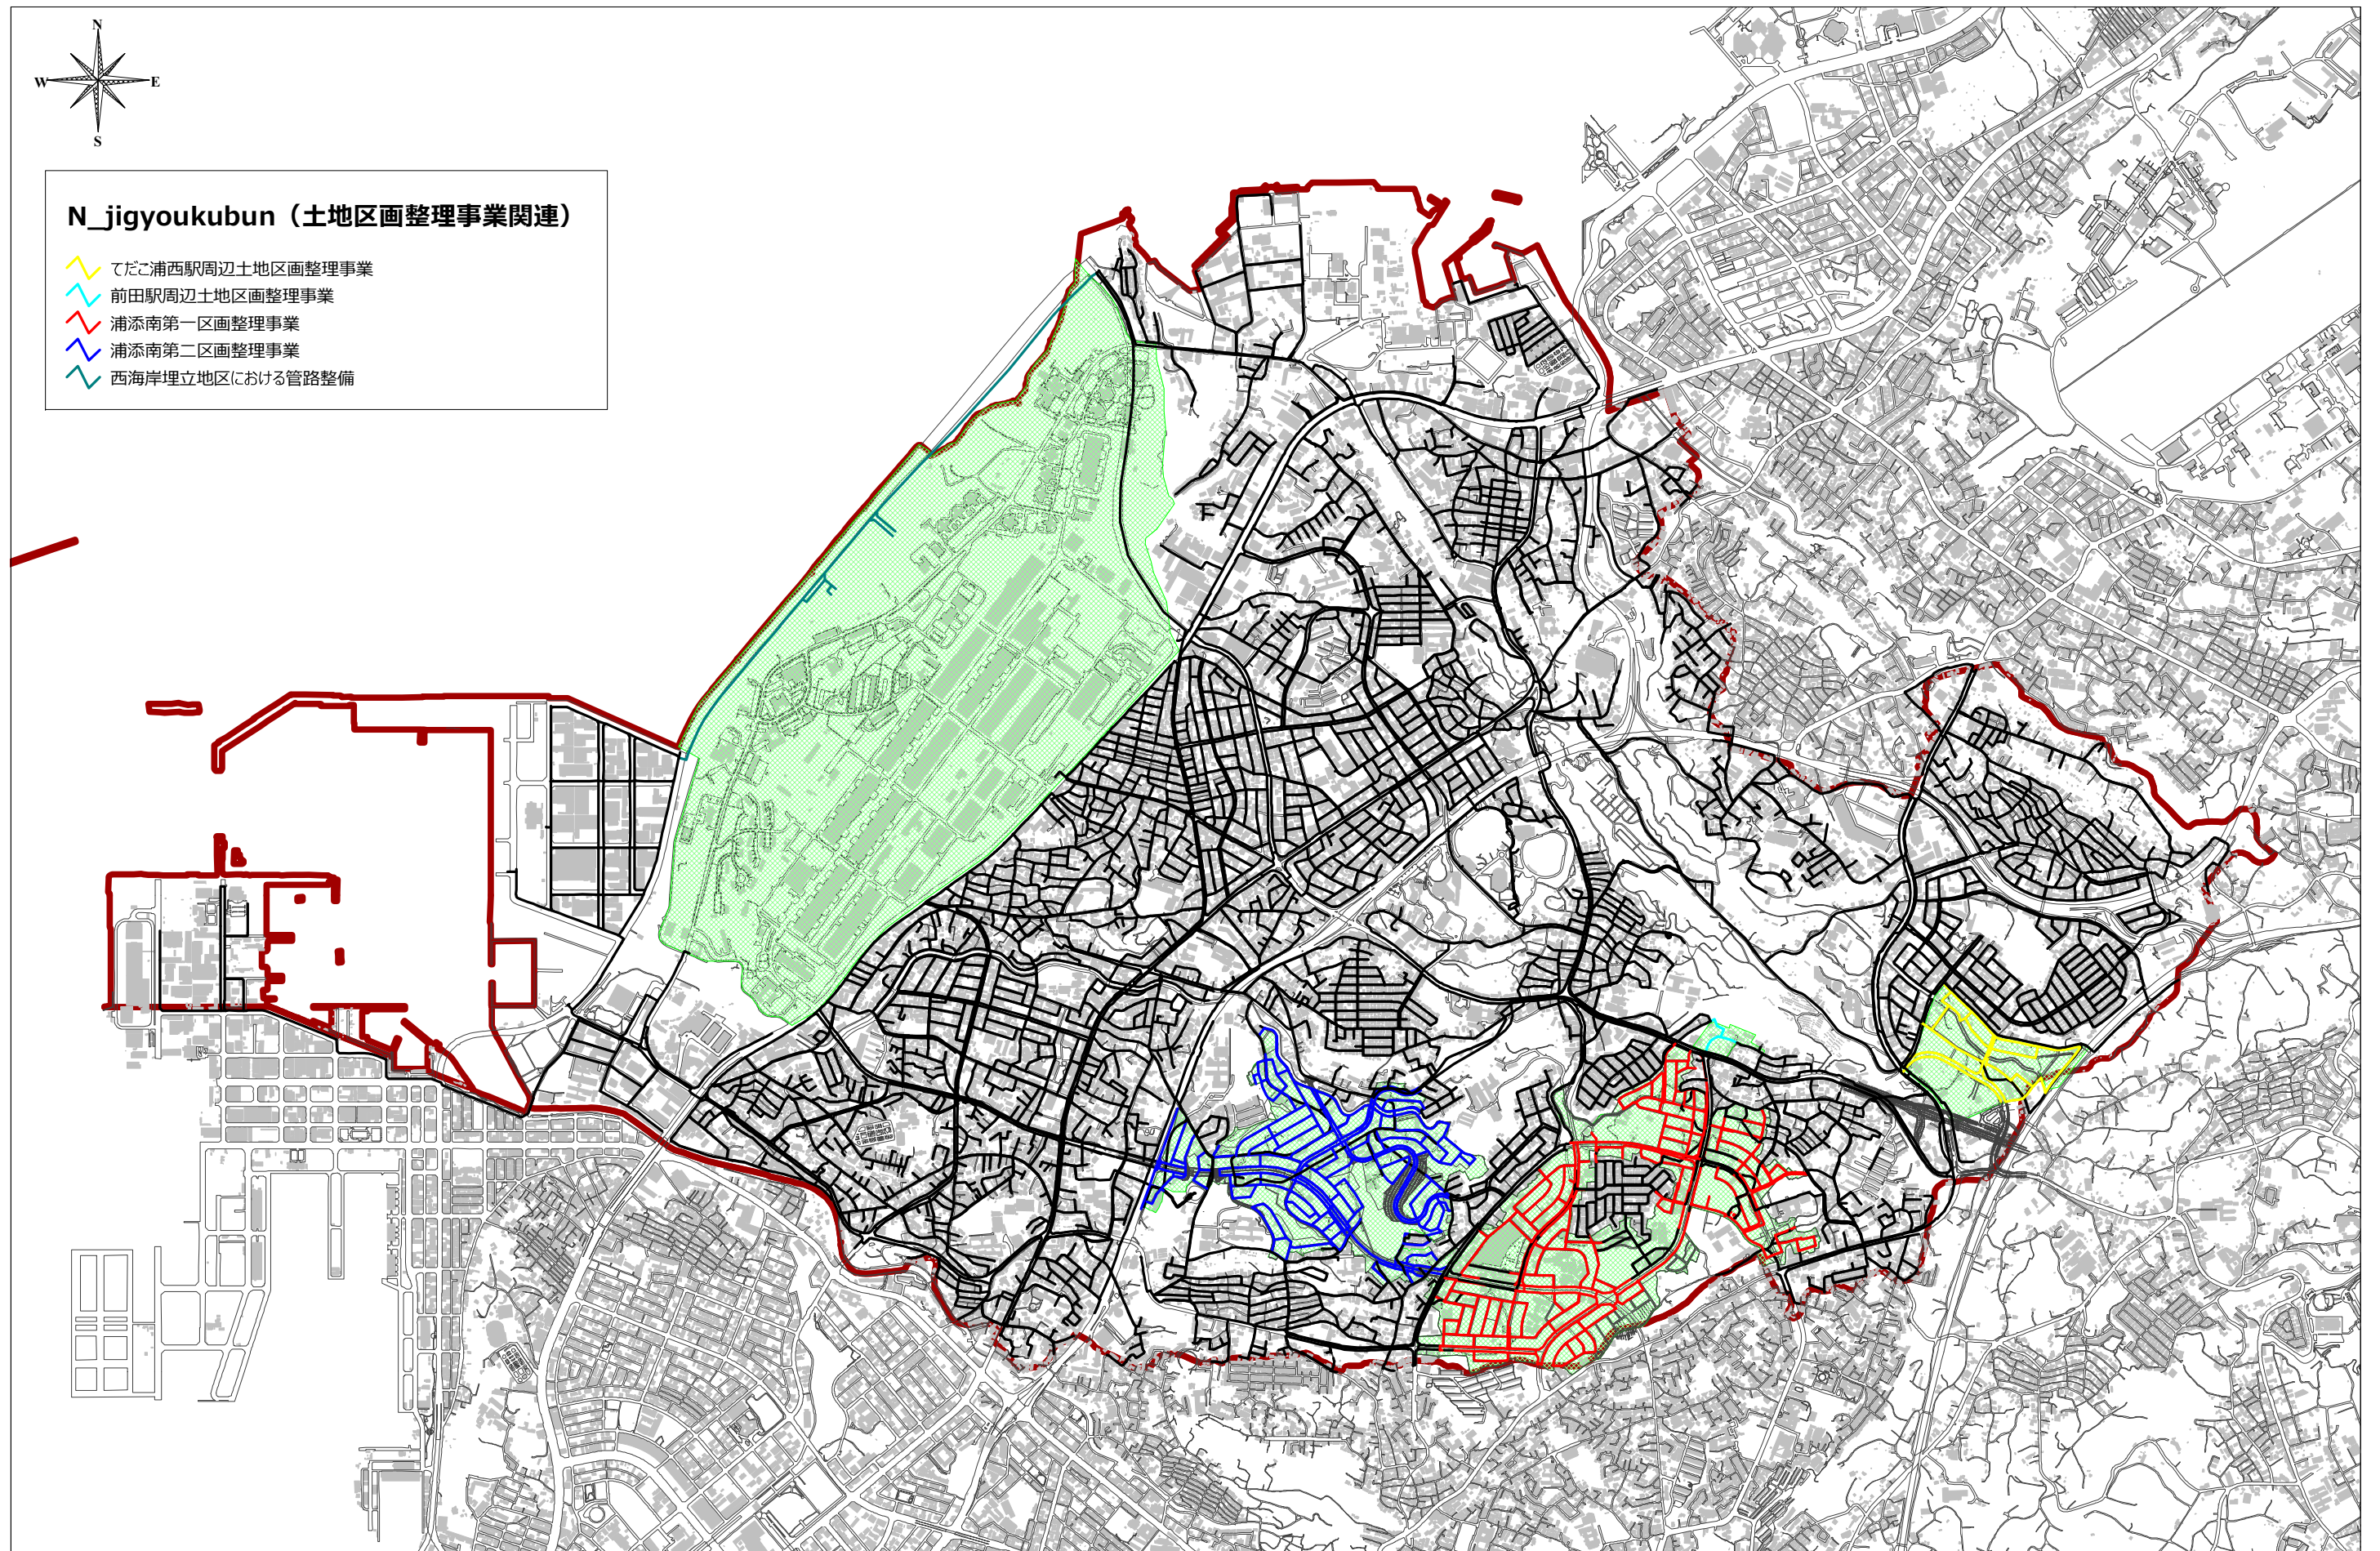 N
W E
S
N_jigyoukubun（土地区画整理事業関連）
てだこ浦西駅周辺土地区画整理事業
前田駅周辺土地区画整理事業
浦添南第一区画整理事業
浦添南第二区画整理事業
西海岸埋立地区における管路整備